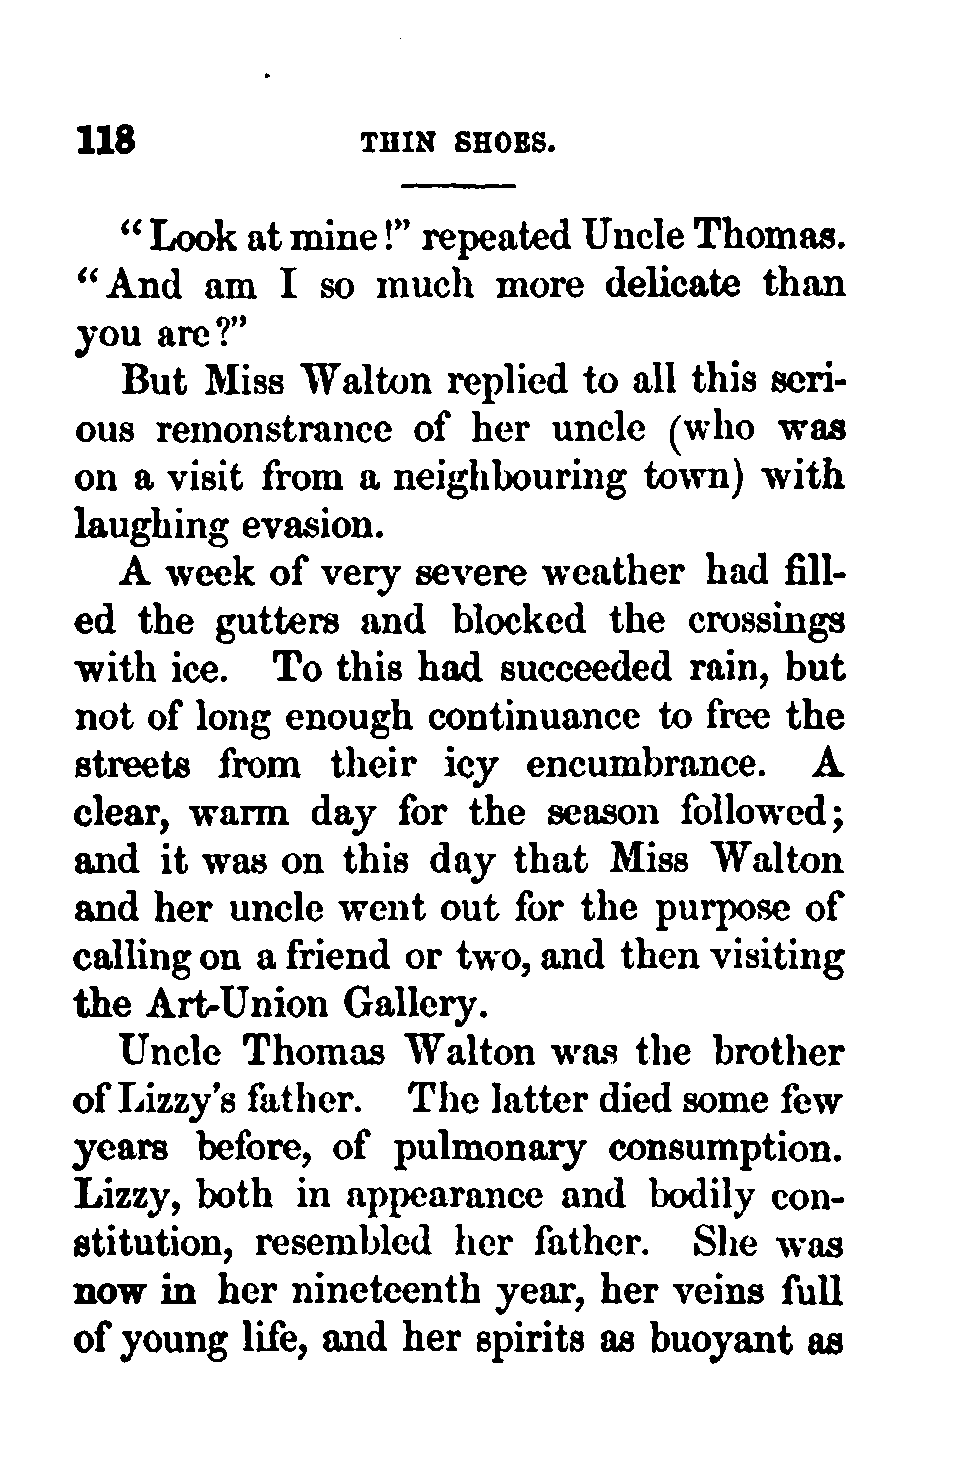 118 THIN SHOES.
“Look at mine!” repeated Uncle Thomas.
“And am I so much more delicate than
you are?”
But Miss Walton replied to all this seri-
ous remonstrance of her uncle (who was
on a visit from a neighbouring town) with
laughing evasion.
A week of very severe weather had fill-
ed the gutters and blocked the crossings
with ice. To this had succeeded rain, but
not of long enough continuance to free the
streets from their icy encumbrance. A
clear, warm day for the season followed;
and it was on this day that Miss Walton
and her uncle went out for the purpose of
calling on a friend or two, and then visiting
the Art-Union Gallery.
Uncle Thomas Walton was the brother
of Lizzy’s father. The latter died some few
years before, of pulmonary consumption.
Lizzy, both in appearance and bodily con-
stitution, resembled her father. She was
now in her nineteenth year, her veins full
of young life, and her spirits as buoyant as